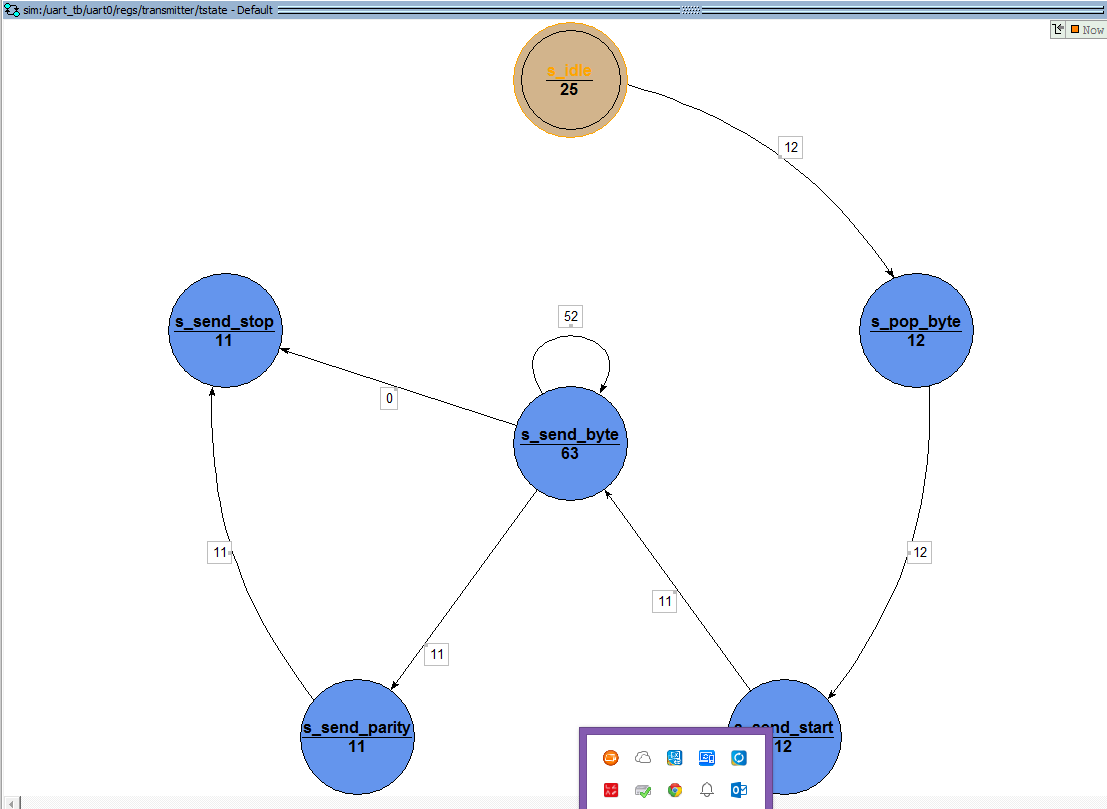 sim:/uart_tb/uart0/regs/transmitter/tstate - Default
Now
s_idle
25
12
s_send_stop
11
52
s_pop_byte
12
0
s_send_byte
63
11
12
11
11
s_send_parity
11
s_send_start
12